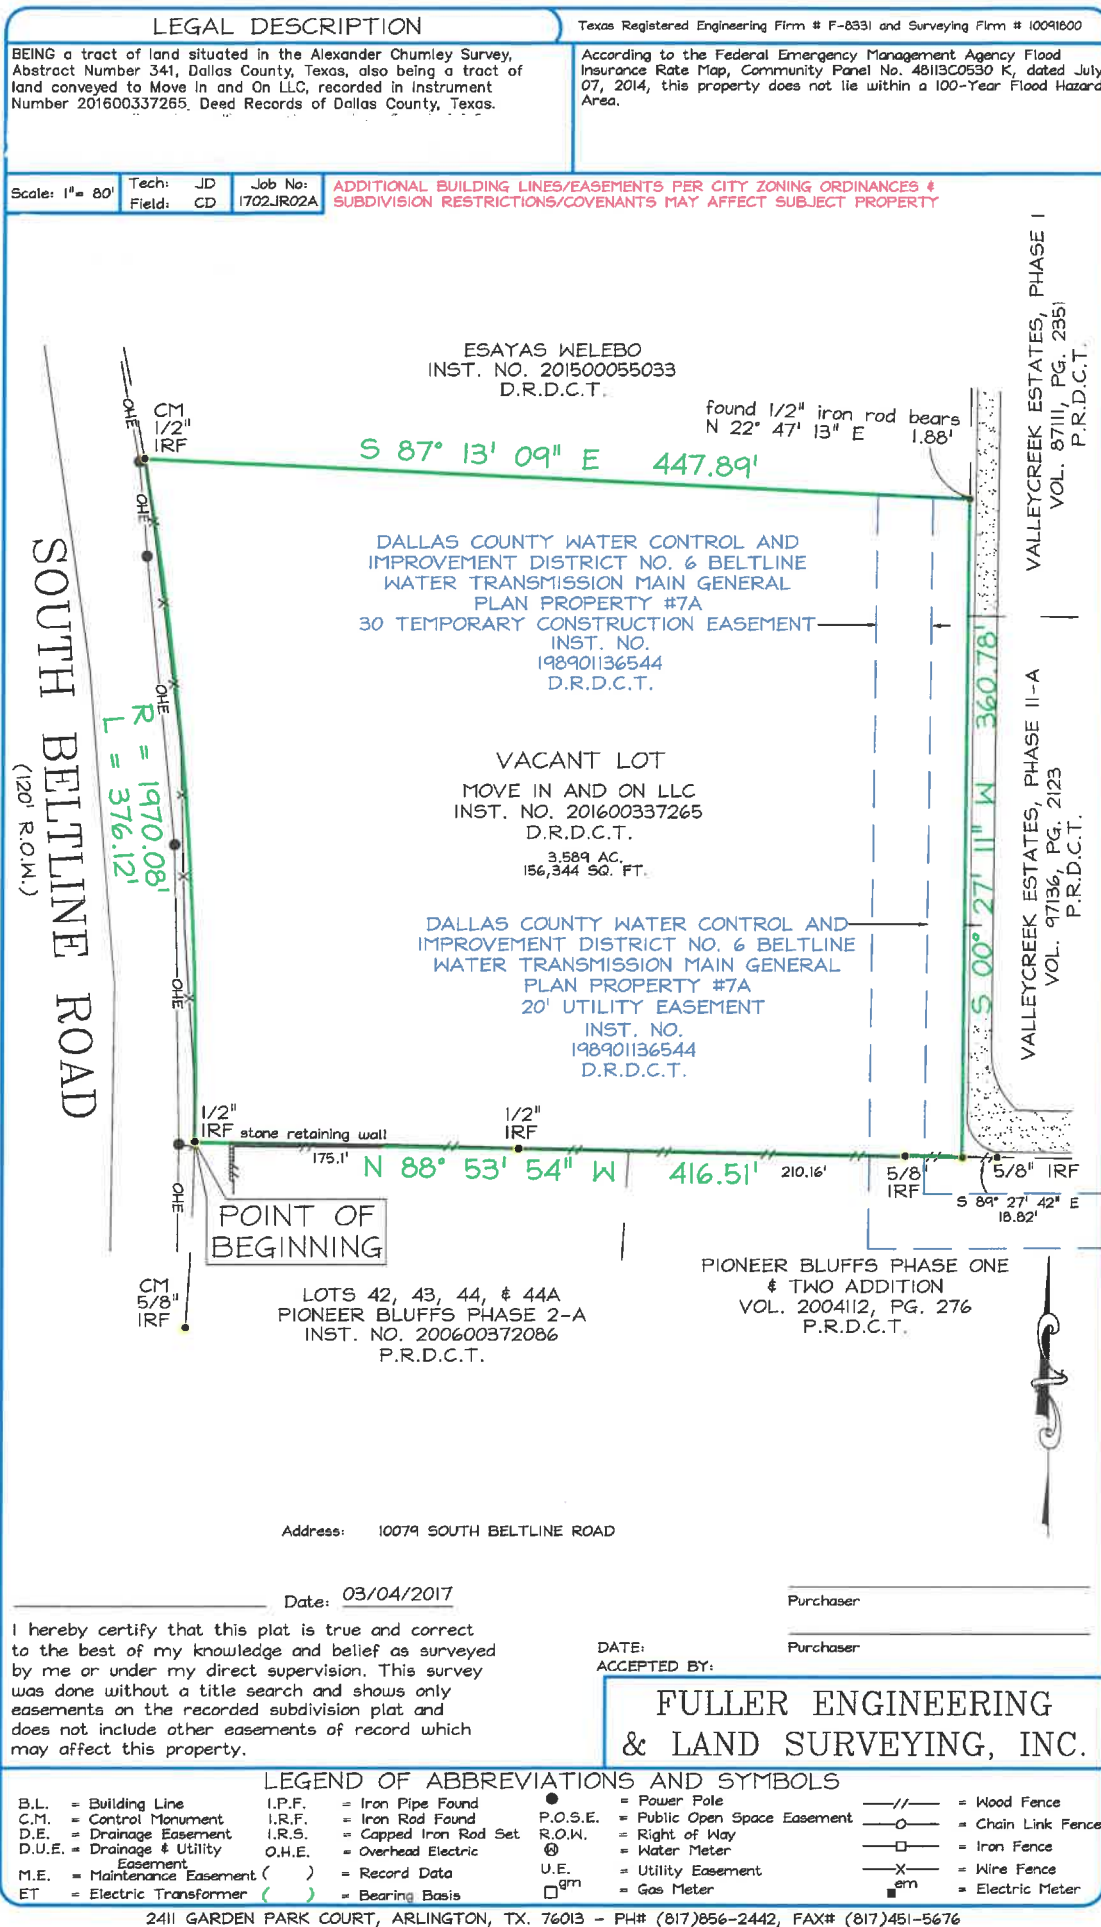 LEGAL DESCRIPTION
Texas Registered Engineering Firm # F-8331 and Surveying Firm # 10091800
BEING a tract of land situated in the Alexander Chumley Survey,
Abstract Number 341, Dallas County, Texas, also being a tract of
land conveyed to Move In and On LLC, recorded in Instrument
Number 201600337265, Deed Records of Dallas County, Texas.
According to the Federal Emergency Management Agency Flood
Insurance Rate Map, Community Panel No. 48113C0530 K, dated July
07, 2014, this property does not lie within a 100-Year Flood Hazard
Area.
Scale: 1"= 80'
Tech: JD
Field: CD
Job No:
1702JR02A
ADDITIONAL BUILDING LINES/EASEMENTS PER CITY ZONING ORDINANCES &
SUBDIVISION RESTRICTIONS/COVENANTS MAY AFFECT SUBJECT PROPERTY
ESAYAS WELEBO
INST. NO. 201500055033
D.R.D.C.T.
OHE
CM
1/2"
IRF
found 1/2" iron rod bears
N 22° 47' 13" E 1.88'
S 87° 13' 09" E 447.89'
VALLEYCREEK ESTATES, PHASE I
VOL. 87111, PG. 2351
P.R.D.C.T.
OHE
DALLAS COUNTY WATER CONTROL AND
IMPROVEMENT DISTRICT NO. 6 BELTLINE
WATER TRANSMISSION MAIN GENERAL
PLAN PROPERTY #7A
30 TEMPORARY CONSTRUCTION EASEMENT
INST. NO.
198901136544
D.R.D.C.T.
SOUTH BELTLINE ROAD
(120' R.O.W.)
OHE
R = 1970.08'
L = 376.12'
VACANT LOT
MOVE IN AND ON LLC
INST. NO. 201600337265
D.R.D.C.T.
3.589 AC.
156,344 SQ. FT.
S 00° 27' 11" W 360.78'
VALLEYCREEK ESTATES, PHASE II-A
VOL. 97136, PG. 2123
P.R.D.C.T.
DALLAS COUNTY WATER CONTROL AND
IMPROVEMENT DISTRICT NO. 6 BELTLINE
WATER TRANSMISSION MAIN GENERAL
PLAN PROPERTY #7A
20' UTILITY EASEMENT
INST. NO.
198901136544
D.R.D.C.T.
OHE
1/2"
IRF
stone retaining wall
175.1'
1/2"
IRF
N 88° 53' 54" W 416.51'
210.16'
5/8"
IRF
5/8" IRF
S 89° 27' 42" E
18.82'
OHE
POINT OF
BEGINNING
CM
5/8"
IRF
LOTS 42, 43, 44, & 44A
PIONEER BLUFFS PHASE 2-A
INST. NO. 200600372086
P.R.D.C.T.
PIONEER BLUFFS PHASE ONE
& TWO ADDITION
VOL. 2004112, PG. 276
P.R.D.C.T.
Address: 10079 SOUTH BELTLINE ROAD
Date: 03/04/2017
I hereby certify that this plat is true and correct
to the best of my knowledge and belief as surveyed
by me or under my direct supervision. This survey
was done without a title search and shows only
easements on the recorded subdivision plat and
does not include other easements of record which
may affect this property.
Purchaser
Purchaser
DATE:
ACCEPTED BY:
FULLER ENGINEERING
& LAND SURVEYING, INC.
LEGEND OF ABBREVIATIONS AND SYMBOLS
B.L. = Building Line
C.M. = Control Monument
D.E. = Drainage Easement
D.U.E. = Drainage & Utility
Easement
M.E. = Maintenance Easement
ET = Electric Transformer
I.P.F. = Iron Pipe Found
I.R.F. = Iron Rod Found
I.R.S. = Capped Iron Rod Set
O.H.E. = Overhead Electric
( ) = Record Data
( ) = Bearing Basis
= Power Pole
P.O.S.E. = Public Open Space Easement
R.O.W. = Right of Way
W = Water Meter
U.E. = Utility Easement
gm = Gas Meter
// = Wood Fence
O = Chain Link Fence
= Iron Fence
X = Wire Fence
em = Electric Meter
2411 GARDEN PARK COURT, ARLINGTON, TX. 76013 - PH# (817)856-2442, FAX# (817)451-5676